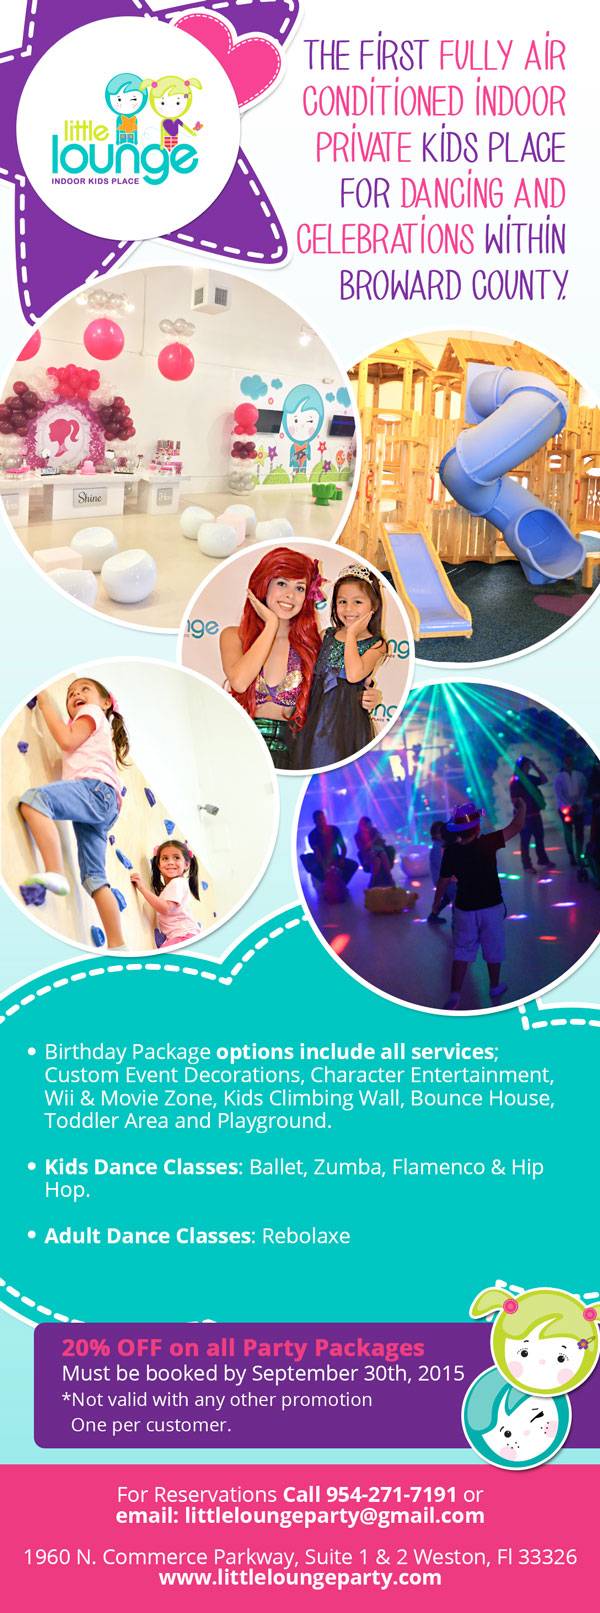 little
lounge
INDOOR KIDS PLACE
THE FIRST FULLY AIR
CONDITIONED INDOOR
PRIVATE KIDS PLACE
FOR DANCING AND
CELEBRATIONS WITHIN
BROWARD COUNTY.
Shine
nge
ng
unge
PLACE
• Birthday Package options include all services;
Custom Event Decorations, Character Entertainment,
Wii & Movie Zone, Kids Climbing Wall, Bounce House,
Toddler Area and Playground.
• Kids Dance Classes: Ballet, Zumba, Flamenco & Hip
Hop.
• Adult Dance Classes: Rebolaxe
20% OFF on all Party Packages
Must be booked by September 30th, 2015
*Not valid with any other promotion
One per customer.
For Reservations Call 954-271-7191 or
email: littleloungeparty@gmail.com
1960 N. Commerce Parkway, Suite 1 & 2 Weston, Fl 33326
www.littleloungeparty.com